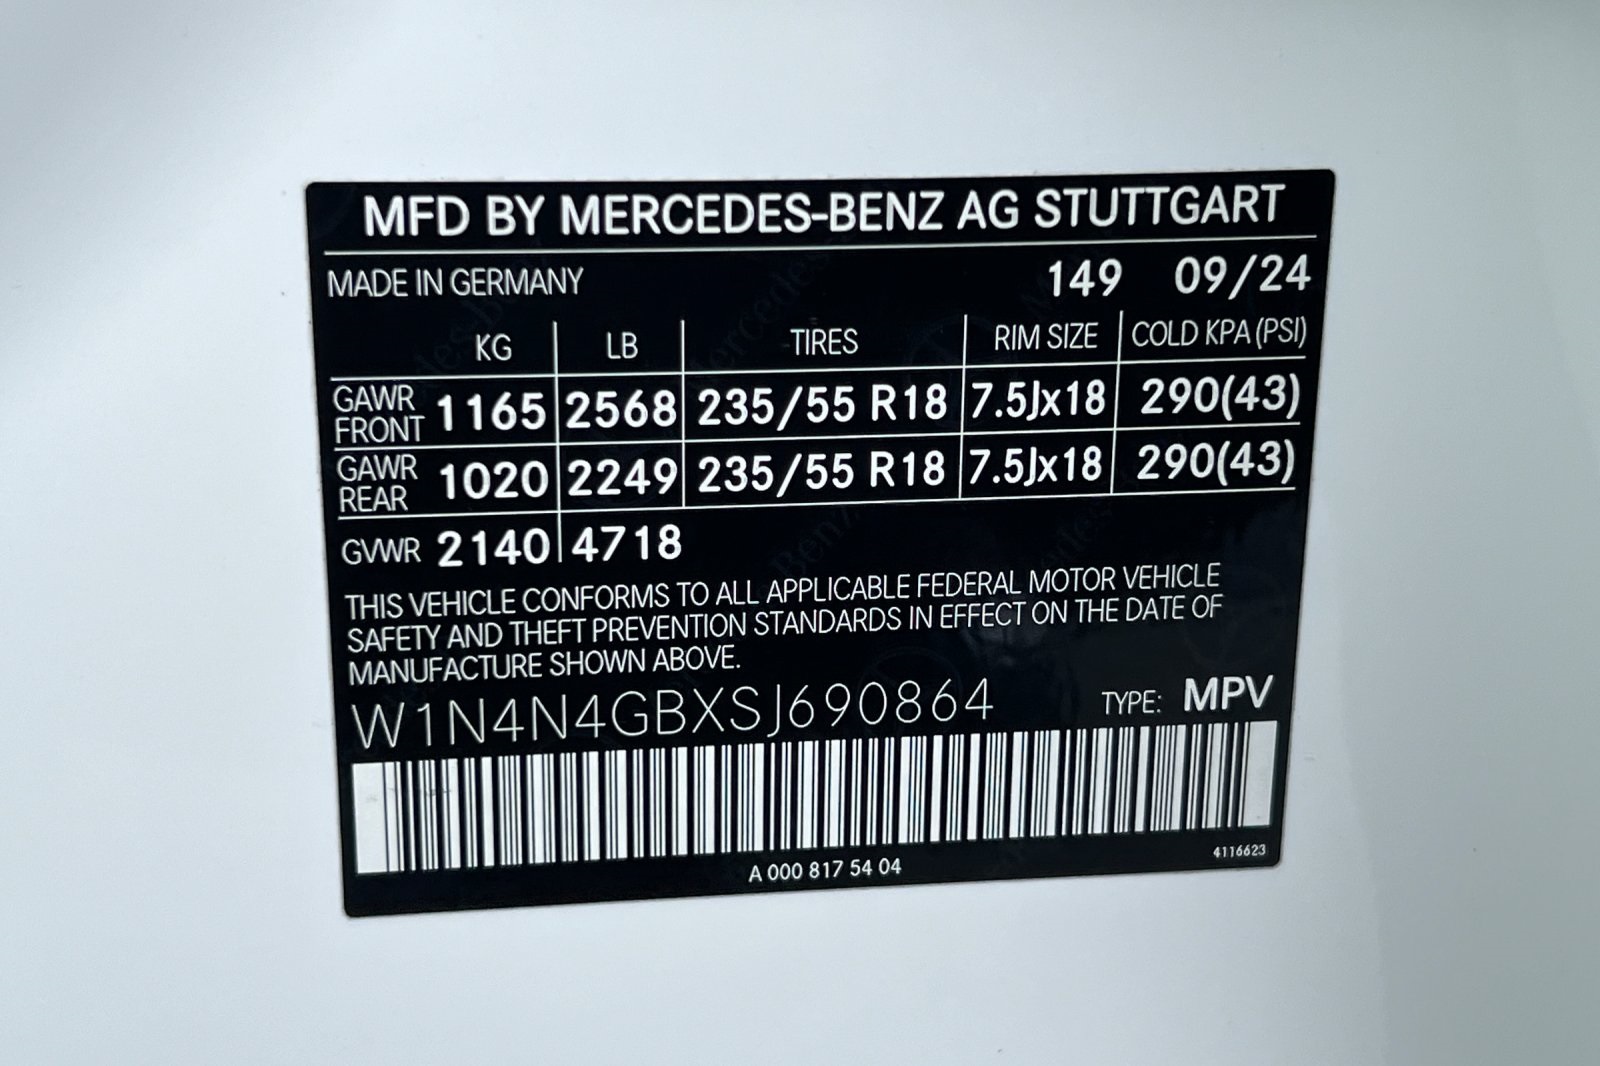 MFD BY MERCEDES-BENZ AG STUTTGART
MADE IN GERMANY 149 09/24
KG LB TIRES RIM SIZE COLD KPA (PSI)
GAWR FRONT 1165 2568 235/55 R18 7.5Jx18 290(43)
GAWR REAR 1020 2249 235/55 R18 7.5Jx18 290(43)
GVWR 2140 4718
THIS VEHICLE CONFORMS TO ALL APPLICABLE FEDERAL MOTOR VEHICLE
SAFETY AND THEFT PREVENTION STANDARDS IN EFFECT ON THE DATE OF
MANUFACTURE SHOWN ABOVE.
W1N4N4GBXSJ690864 TYPE: MPV
A 000 817 54 04 4116623